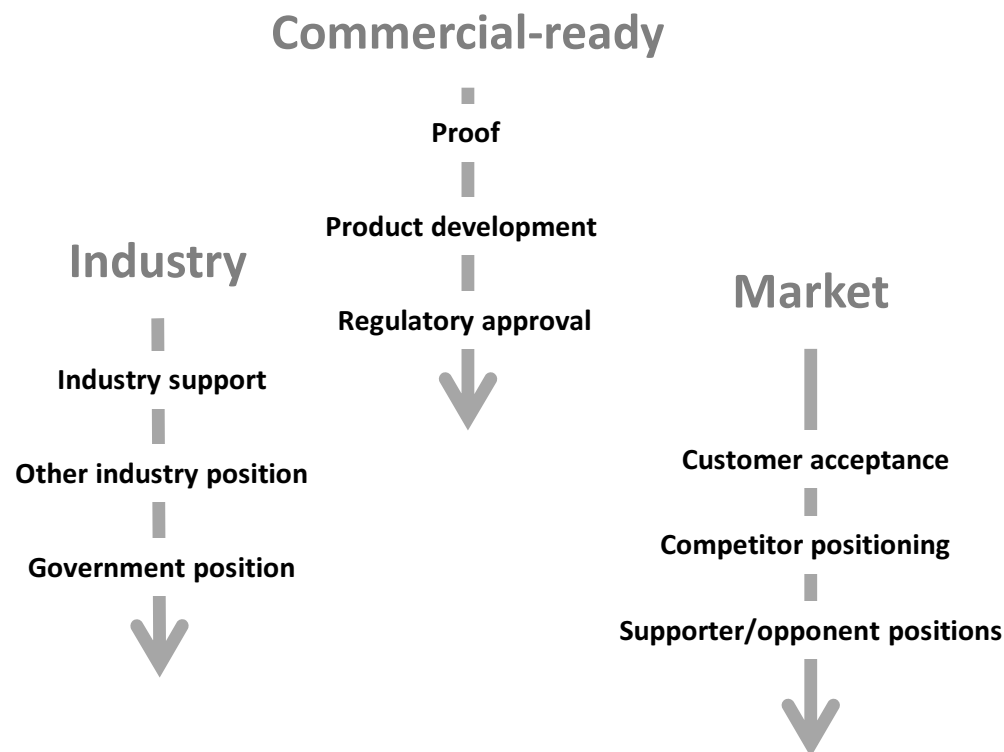 Commercial-ready
Proof
Product development
Regulatory approval
Industry
Industry support
Other industry position
Government position
Market
Customer acceptance
Competitor positioning
Supporter/opponent positions